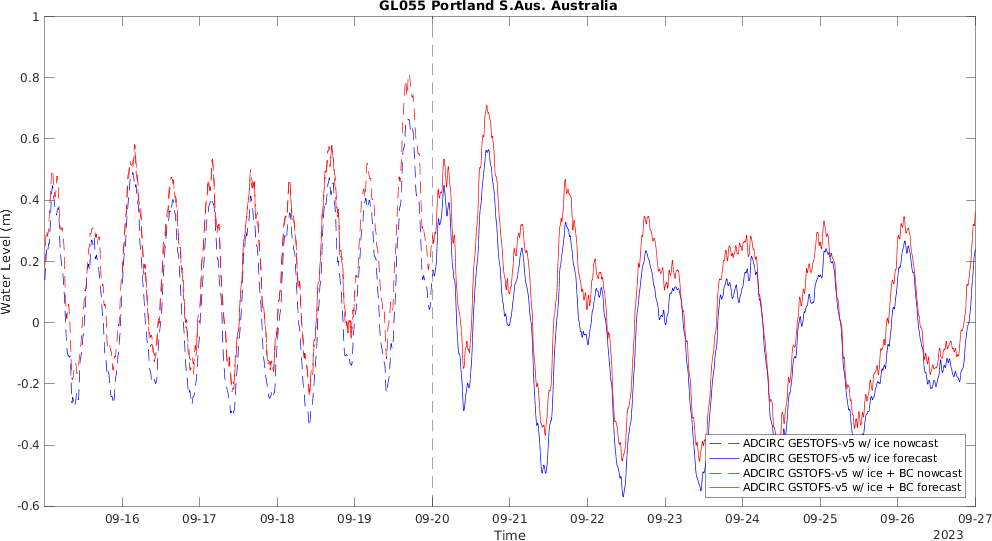 GL055 Portland S.Aus. Australia
1
0.8
0.6
0.4
0.2
0
-0.2
-0.4
-0.6
Water Level (m)
ADCIRC GESTOFS-v5 w/ ice nowcast
ADCIRC GESTOFS-v5 w/ ice forecast
ADCIRC GSTOFS-v5 w/ ice + BC nowcast
ADCIRC GSTOFS-v5 w/ ice + BC forecast
09-16 09-17 09-18 09-19 09-20 09-21 09-22 09-23 09-24 09-25 09-26 09-27
Time
2023